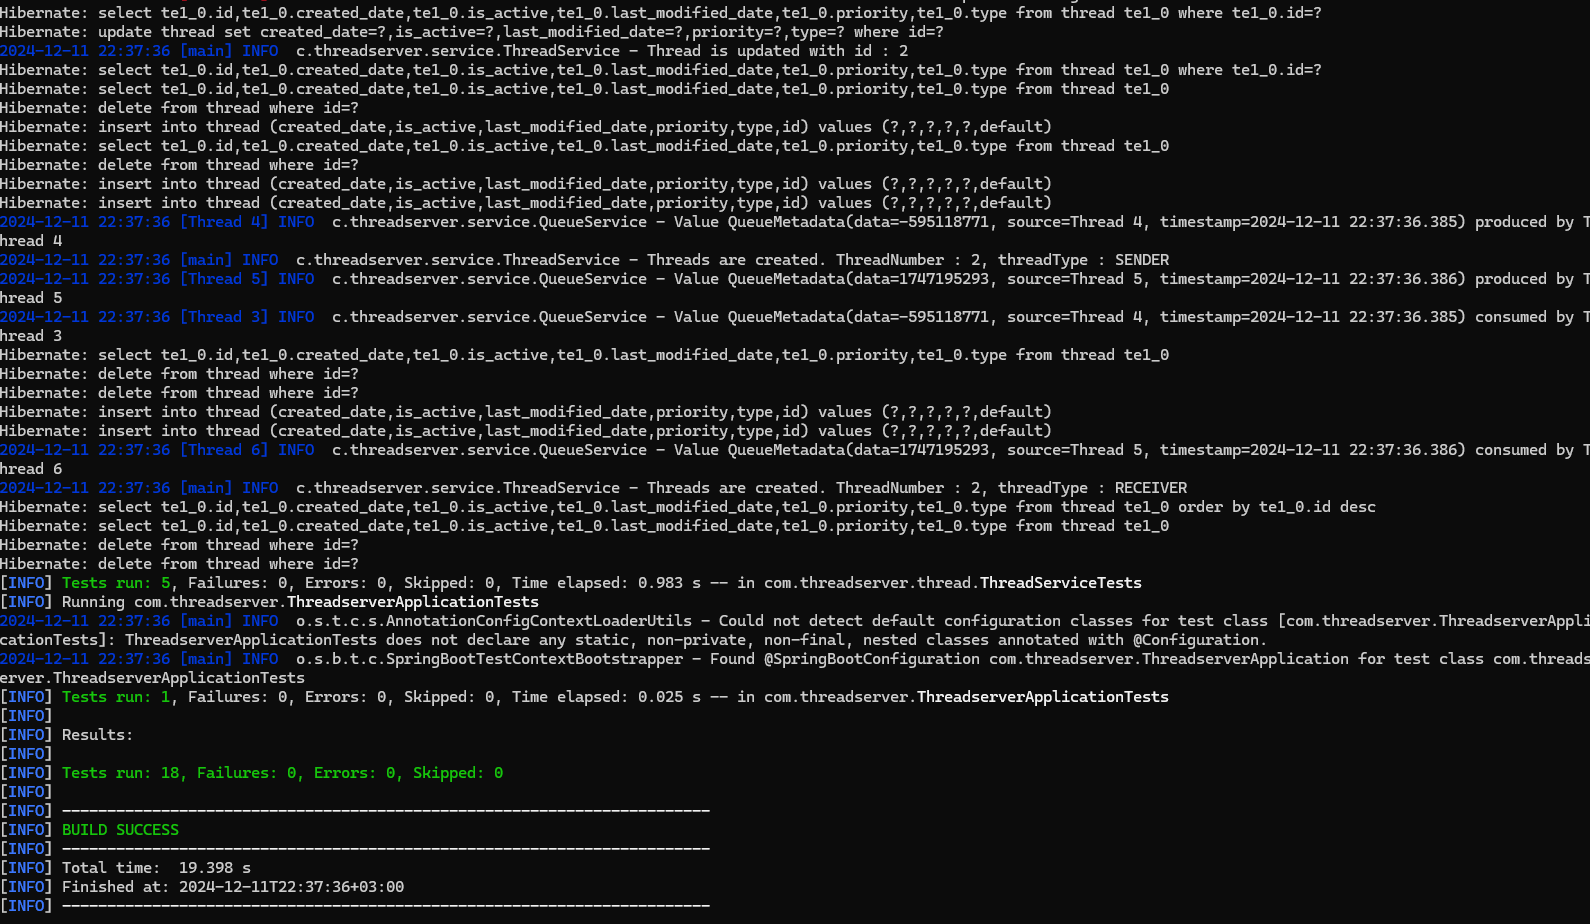 Hibernate: select te1_0.id,te1_0.created_date,te1_0.is_active,te1_0.last_modified_date,te1_0.priority,te1_0.type from thread te1_0 where te1_0.id=?
Hibernate: update thread set created_date=?,is_active=?,last_modified_date=?,priority=?,type=? where id=?
2024-12-11 22:37:36 [main] INFO  c.threadserver.service.ThreadService - Thread is updated with id : 2
Hibernate: select te1_0.id,te1_0.created_date,te1_0.is_active,te1_0.last_modified_date,te1_0.priority,te1_0.type from thread te1_0 where te1_0.id=?
Hibernate: select te1_0.id,te1_0.created_date,te1_0.is_active,te1_0.last_modified_date,te1_0.priority,te1_0.type from thread te1_0
Hibernate: delete from thread where id=?
Hibernate: insert into thread (created_date,is_active,last_modified_date,priority,type,id) values (?,?,?,?,?,default)
Hibernate: select te1_0.id,te1_0.created_date,te1_0.is_active,te1_0.last_modified_date,te1_0.priority,te1_0.type from thread te1_0
Hibernate: delete from thread where id=?
Hibernate: insert into thread (created_date,is_active,last_modified_date,priority,type,id) values (?,?,?,?,?,default)
Hibernate: insert into thread (created_date,is_active,last_modified_date,priority,type,id) values (?,?,?,?,?,default)
2024-12-11 22:37:36 [Thread 4] INFO  c.threadserver.service.QueueService - Value QueueMetadata(data=-595118771, source=Thread 4, timestamp=2024-12-11 22:37:36.385) produced by T
hread 4
2024-12-11 22:37:36 [main] INFO  c.threadserver.service.ThreadService - Threads are created. ThreadNumber : 2, threadType : SENDER
2024-12-11 22:37:36 [Thread 5] INFO  c.threadserver.service.QueueService - Value QueueMetadata(data=1747195293, source=Thread 5, timestamp=2024-12-11 22:37:36.386) produced by T
hread 5
2024-12-11 22:37:36 [Thread 3] INFO  c.threadserver.service.QueueService - Value QueueMetadata(data=-595118771, source=Thread 4, timestamp=2024-12-11 22:37:36.385) consumed by T
hread 3
Hibernate: select te1_0.id,te1_0.created_date,te1_0.is_active,te1_0.last_modified_date,te1_0.priority,te1_0.type from thread te1_0
Hibernate: delete from thread where id=?
Hibernate: delete from thread where id=?
Hibernate: insert into thread (created_date,is_active,last_modified_date,priority,type,id) values (?,?,?,?,?,default)
Hibernate: insert into thread (created_date,is_active,last_modified_date,priority,type,id) values (?,?,?,?,?,default)
2024-12-11 22:37:36 [Thread 6] INFO  c.threadserver.service.QueueService - Value QueueMetadata(data=1747195293, source=Thread 5, timestamp=2024-12-11 22:37:36.386) consumed by T
hread 6
2024-12-11 22:37:36 [main] INFO  c.threadserver.service.ThreadService - Threads are created. ThreadNumber : 2, threadType : RECEIVER
Hibernate: select te1_0.id,te1_0.created_date,te1_0.is_active,te1_0.last_modified_date,te1_0.priority,te1_0.type from thread te1_0 order by te1_0.id desc
Hibernate: select te1_0.id,te1_0.created_date,te1_0.is_active,te1_0.last_modified_date,te1_0.priority,te1_0.type from thread te1_0
Hibernate: delete from thread where id=?
Hibernate: delete from thread where id=?
[INFO] Tests run: 5, Failures: 0, Errors: 0, Skipped: 0, Time elapsed: 0.983 s -- in com.threadserver.thread.ThreadServiceTests
[INFO] Running com.threadserver.ThreadserverApplicationTests
2024-12-11 22:37:36 [main] INFO  o.s.t.c.s.AnnotationConfigContextLoaderUtils - Could not detect default configuration classes for test class [com.threadserver.ThreadserverAppli
cationTests]: ThreadserverApplicationTests does not declare any static, non-private, non-final, nested classes annotated with @Configuration.
2024-12-11 22:37:36 [main] INFO  o.s.b.t.c.SpringBootTestContextBootstrapper - Found @SpringBootConfiguration com.threadserver.ThreadserverApplication for test class com.threads
erver.ThreadserverApplicationTests
[INFO] Tests run: 1, Failures: 0, Errors: 0, Skipped: 0, Time elapsed: 0.025 s -- in com.threadserver.ThreadserverApplicationTests
[INFO]
[INFO] Results:
[INFO]
[INFO] Tests run: 18, Failures: 0, Errors: 0, Skipped: 0
[INFO]
[INFO] ------------------------------------------------------------------------
[INFO] BUILD SUCCESS
[INFO] ------------------------------------------------------------------------
[INFO] Total time:  19.398 s
[INFO] Finished at: 2024-12-11T22:37:36+03:00
[INFO] ------------------------------------------------------------------------